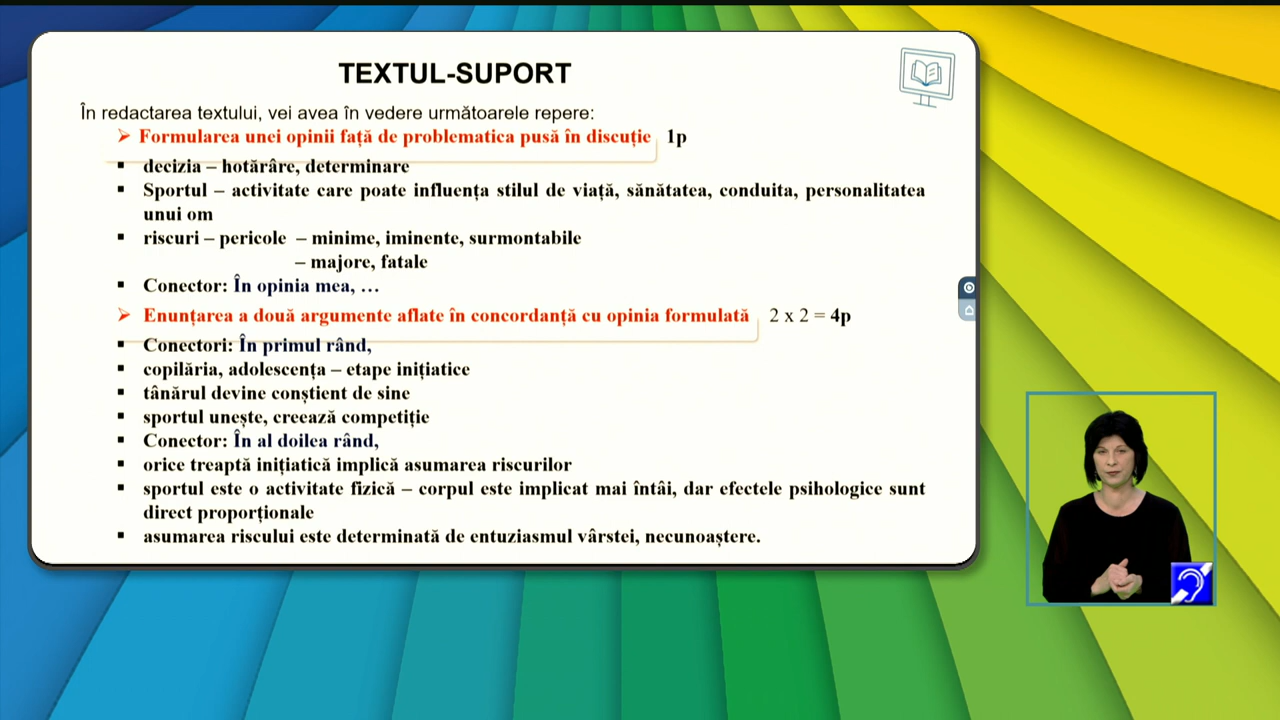 TEXTUL-SUPORT
În redactarea textului, vei avea în vedere următoarele repere:
➢ Formularea unei opinii față de problematica pusă în discuție 1p
▪ decizia – hotărâre, determinare
▪ Sportul – activitate care poate influența stilul de viață, sănătatea, conduita, personalitatea
unui om
▪ riscuri – pericole – minime, iminente, surmontabile
– majore, fatale
▪ Conector: În opinia mea, …
➢ Enunțarea a două argumente aflate în concordanță cu opinia formulată 2 x 2 = 4p
▪ Conectori: În primul rând,
▪ copilăria, adolescența – etape inițiatice
▪ tânărul devine conștient de sine
▪ sportul unește, creează competiție
▪ Conector: În al doilea rând,
▪ orice treaptă inițiatică implică asumarea riscurilor
▪ sportul este o activitate fizică – corpul este implicat mai întâi, dar efectele psihologice sunt
direct proporționale
▪ asumarea riscului este determinată de entuziasmul vârstei, necunoaștere.